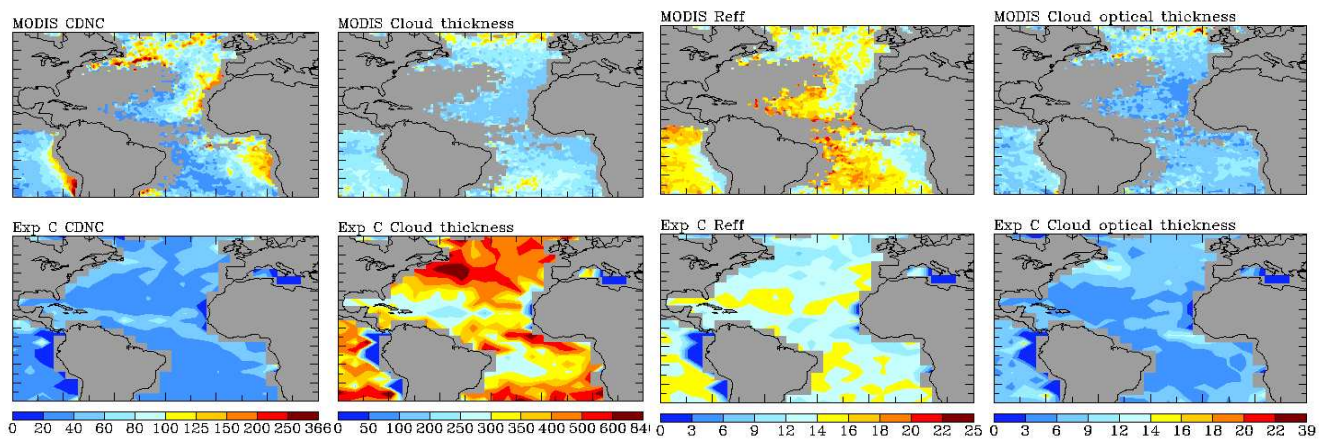 MODIS CDNC
MODIS Cloud thickness
MODIS Reff
MODIS Cloud optical thickness
Exp C CDNC
Exp C Cloud thickness
Exp C Reff
Exp C Cloud optical thickness
0 20 40 60 80 100 125 150 200 250 366
0 50 100 200 250 300 350 400 500 600 84
0 3 6 9 12 14 16 18 20 22 25
0 3 6 9 12 14 16 18 20 22 39